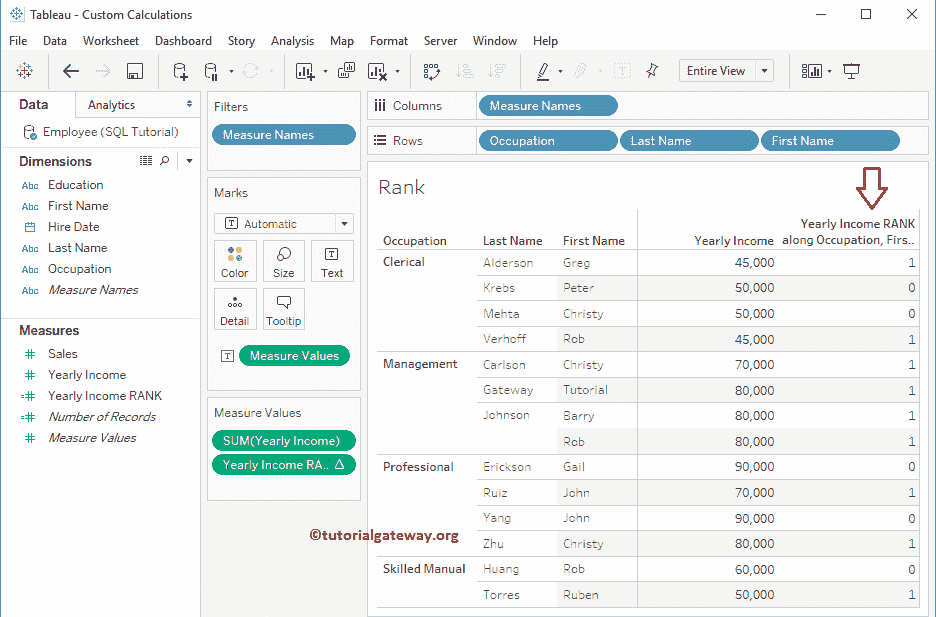 Tableau - Custom Calculations
File Data Worksheet Dashboard Story Analysis Map Format Server Window Help
Entire View
Data Analytics
Employee (SQL Tutorial)
Dimensions
Abc Education
Abc First Name
Hire Date
Abc Last Name
Abc Occupation
Abc Measure Names
Measures
Sales
Yearly Income
Yearly Income RANK
Number of Records
Measure Values
Filters
Measure Names
Marks
T Automatic
Color Size Text
Detail Tooltip
T Measure Values
Measure Values
SUM(Yearly Income)
Yearly Income RA.. Δ
Columns Measure Names
Rows Occupation Last Name First Name
Rank
Yearly Income RANK
Occupation Last Name First Name Yearly Income along Occupation, Firs..
Clerical Alderson Greg 45,000 1
Krebs Peter 50,000 0
Mehta Christy 50,000 0
Verhoff Rob 45,000 1
Management Carlson Christy 70,000 1
Gateway Tutorial 80,000 1
Johnson Barry 80,000 1
Rob 80,000 1
Professional Erickson Gail 90,000 0
Ruiz John 70,000 1
Yang John 90,000 0
Zhu Christy 80,000 1
Skilled Manual Huang Rob 60,000 0
Torres Ruben 50,000 1
©tutorialgateway.org